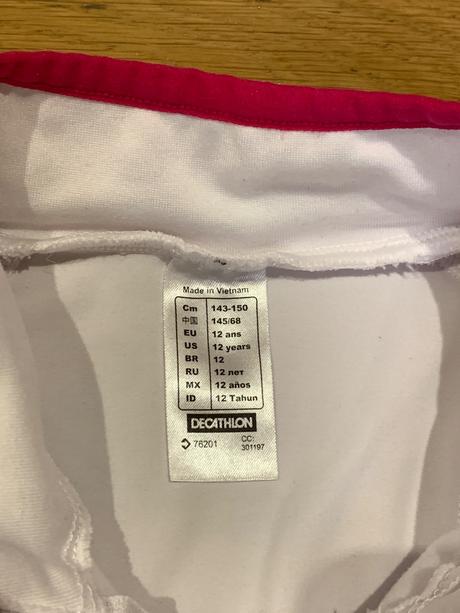 Made in Vietnam
Cm 143-150
中国 145/68
EU 12 ans
US 12 years
BR 12
RU 12 лет
MX 12 años
ID 12 Tahun
DECATHLON
76201 CC:
301197